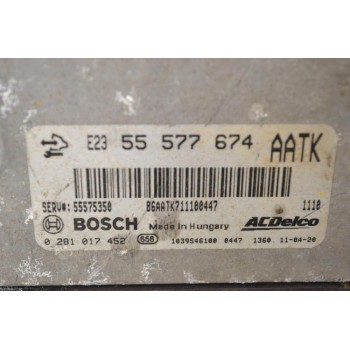 E23 55 577 674 AATK
SERV#: 55575350 86AATK711100447 1110
BOSCH Made in Hungary ACDelco
0 281 017 452 658 1039S46100 0447 1360 11-04-20